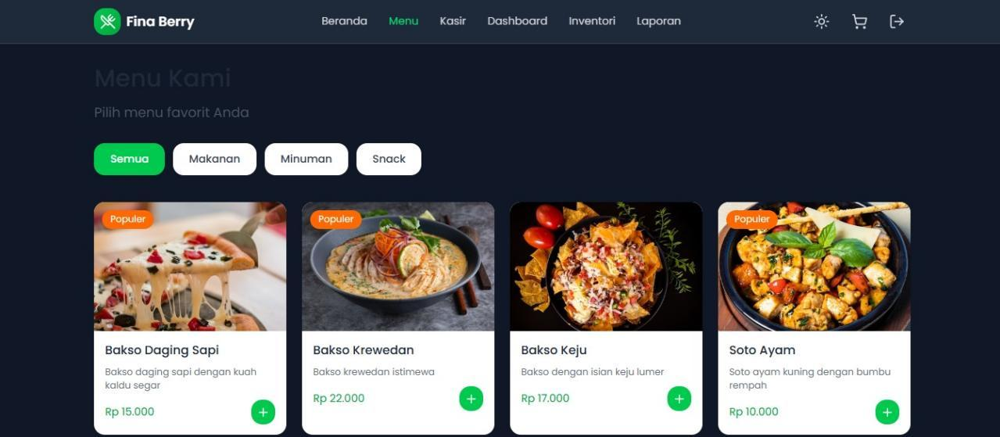 Fina Berry
Beranda Menu Kasir Dashboard Inventori Laporan
Menu Kami
Pilih menu favorit Anda
Semua Makanan Minuman Snack
Populer
Bakso Daging Sapi
Bakso daging sapi dengan kuah
kaldu segar
Rp 15.000
Populer
Bakso Krewedan
Bakso krewedan istimewa
Rp 22.000
Bakso Keju
Bakso dengan isian keju lumer
Rp 17.000
Populer
Soto Ayam
Soto ayam kuning dengan bumbu
rempah
Rp 10.000